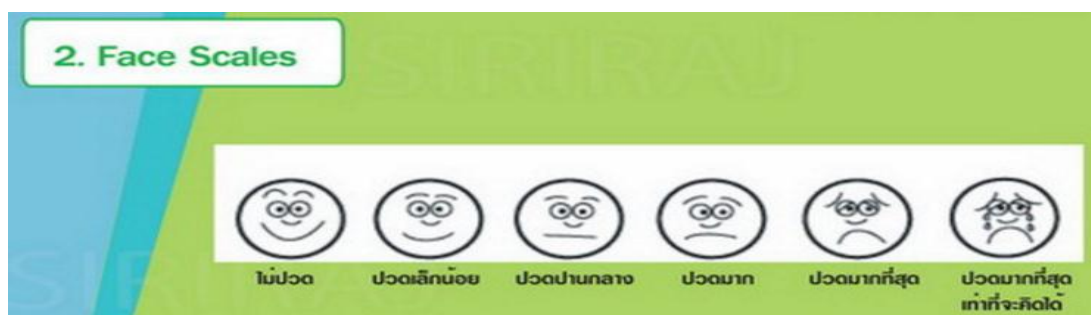 SIRIRAJ
2. Face Scales
ไม่ปวด
ปวดเล็กน้อย
ปวดปานกลาง
ปวดมาก
ปวดมากที่สุด
ปวดมากที่สุด
เท่าที่จะคิดได้
SIRIRAJ